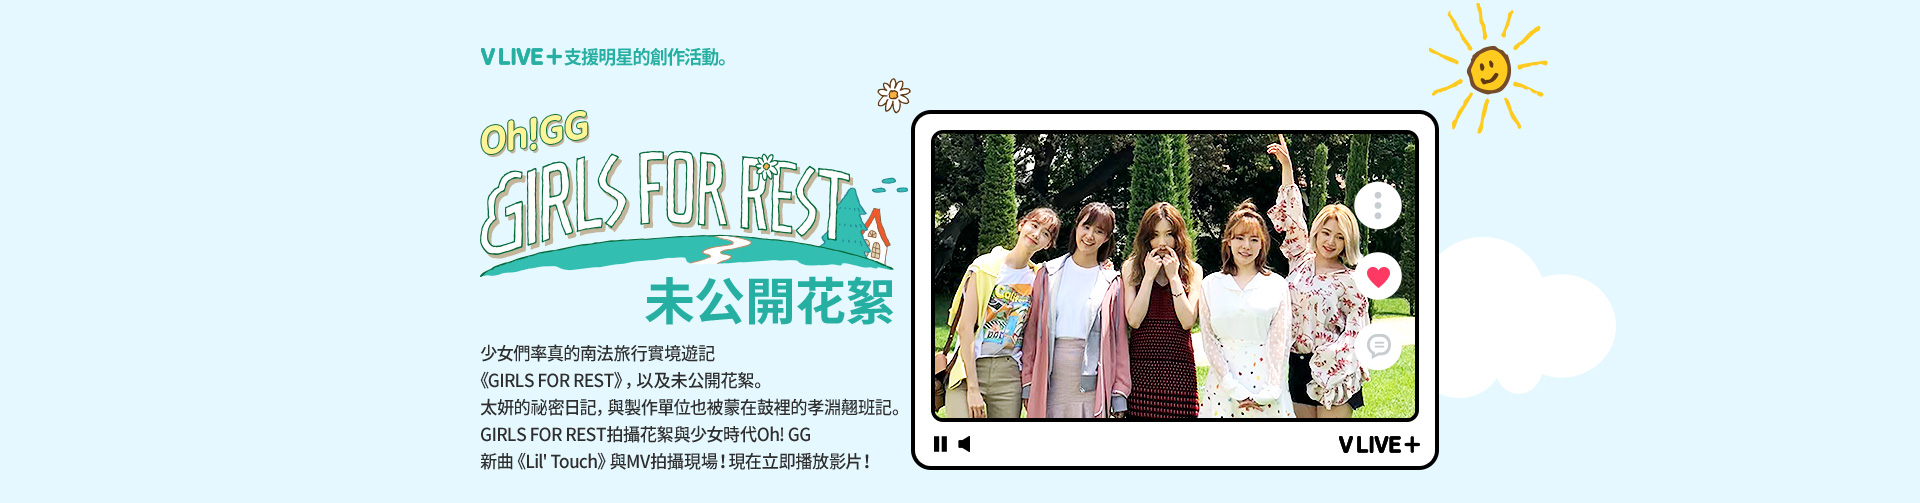 V LIVE+支援明星的創作活動。
Oh!GG
GIRLS FOR REST
未公開花絮
少女們率真的南法旅行實境遊記
《GIRLS FOR REST》，以及未公開花絮。
太妍的祕密日記，與製作單位也被蒙在鼓裡的孝淵翹班記。
GIRLS FOR REST拍攝花絮與少女時代Oh! GG
新曲《Lil' Touch》與MV拍攝現場！現在立即播放影片！
V LIVE+